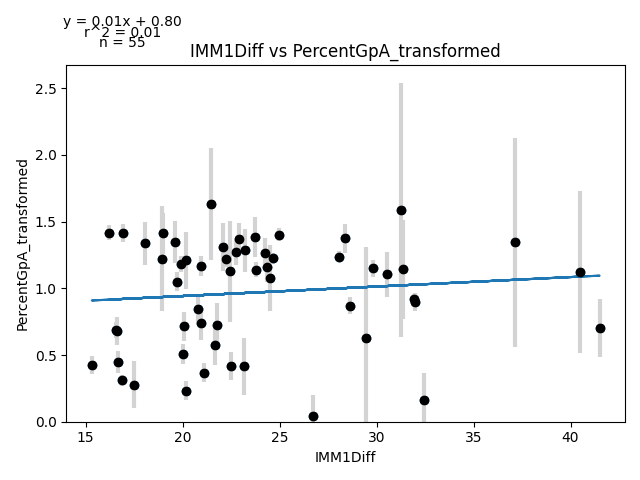 y = 0.01x + 0.80
r^2 = 0.01
n = 55
IMM1Diff vs PercentGpA_transformed
PercentGpA_transformed
2.5
2.0
1.5
1.0
0.5
0.0
15 20 25 30 35 40
IMM1Diff